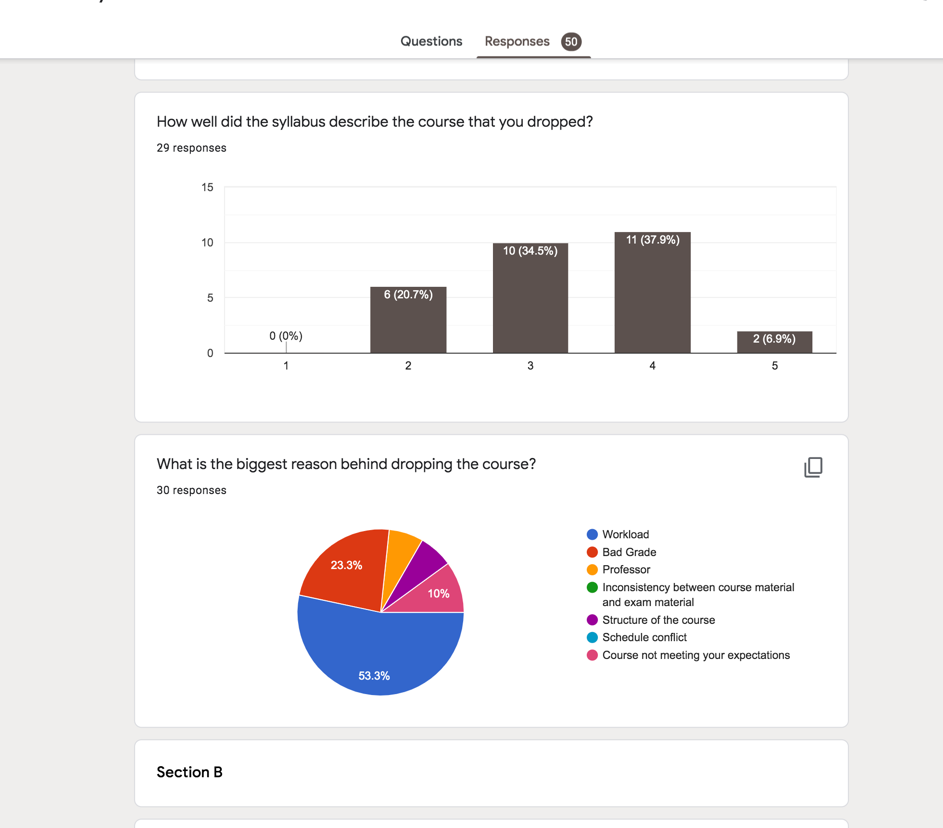 Questions
Responses 50
How well did the syllabus describe the course that you dropped?
29 responses
15
10
5
0
0 (0%)
6 (20.7%)
10 (34.5%)
11 (37.9%)
2 (6.9%)
1
2
3
4
5
What is the biggest reason behind dropping the course?
30 responses
23.3%
10%
53.3%
Workload
Bad Grade
Professor
Inconsistency between course material
and exam material
Structure of the course
Schedule conflict
Course not meeting your expectations
Section B